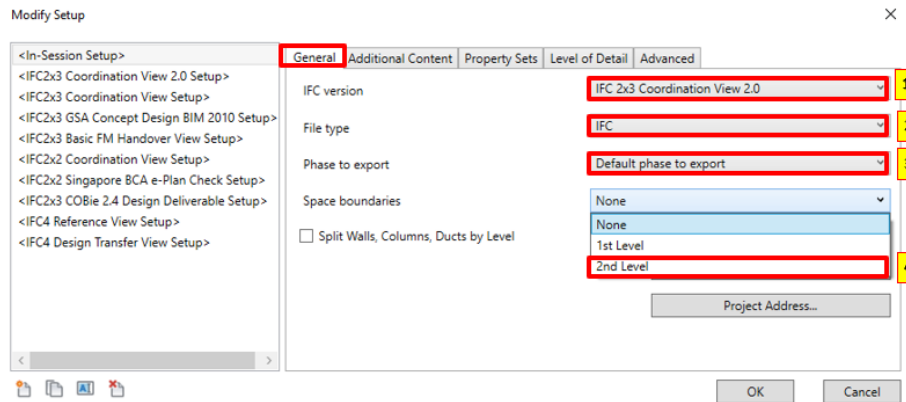 Modify Setup
<In-Session Setup>
<IFC2x3 Coordination View 2.0 Setup>
<IFC2x3 Coordination View Setup>
<IFC2x3 GSA Concept Design BIM 2010 Setup>
<IFC2x3 Basic FM Handover View Setup>
<IFC2x2 Coordination View Setup>
<IFC2x2 Singapore BCA e-Plan Check Setup>
<IFC2x3 COBie 2.4 Design Deliverable Setup>
<IFC4 Reference View Setup>
<IFC4 Design Transfer View Setup>
General Additional Content Property Sets Level of Detail Advanced
IFC version IFC 2x3 Coordination View 2.0
File type IFC
Phase to export Default phase to export
Space boundaries None
None
1st Level
2nd Level
Split Walls, Columns, Ducts by Level
Project Address...
OK Cancel